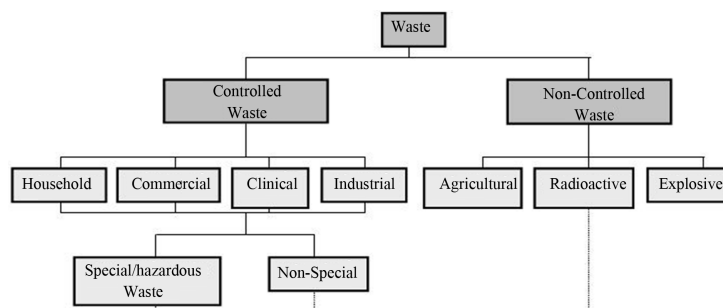 Waste
Controlled
Waste
Non-Controlled
Waste
Household
Commercial
Clinical
Industrial
Agricultural
Radioactive
Explosive
Special/hazardous
Waste
Non-Special